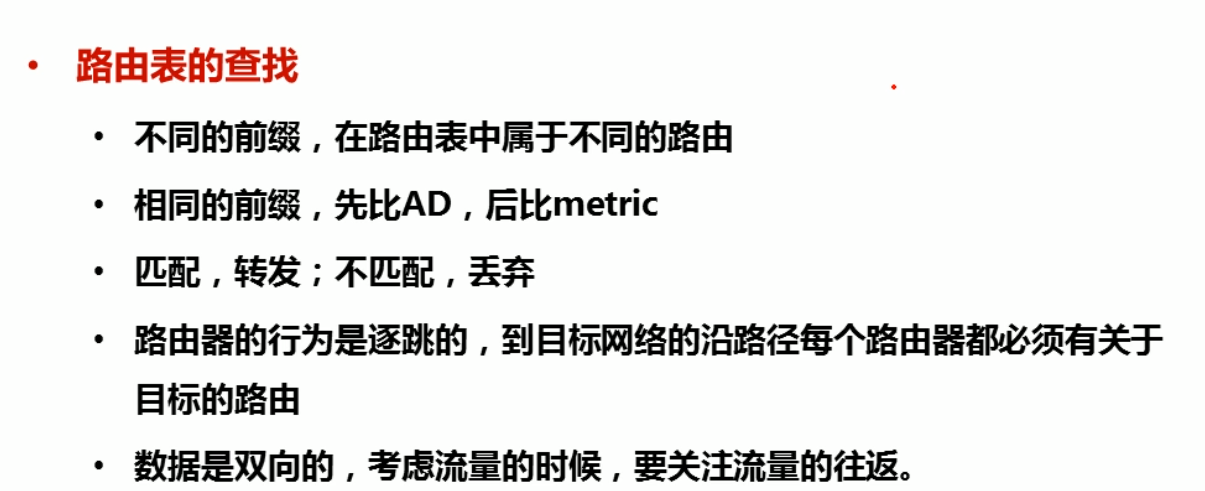 • 路由表的查找
• 不同的前缀，在路由表中属于不同的路由
• 相同的前缀，先比AD，后比metric
• 匹配，转发；不匹配，丢弃
• 路由器的行为是逐跳的，到目标网络的沿路径每个路由器都必须有关于
目标的路由
• 数据是双向的，考虑流量的时候，要关注流量的往返。